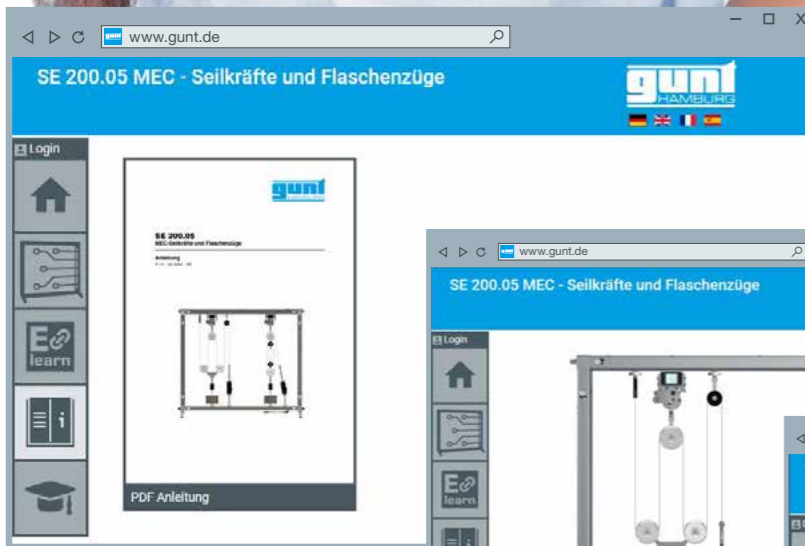 www.gunt.de
SE 200.05 MEC - Seilkräfte und Flaschenzüge
gunt
HAMBURG
Login
E
learn
i
gunt
SE 200.05
MEC-Seilkräfte und Flaschenzüge
Anleitung
PDF Anleitung
www.gunt.de
SE 200.05 MEC - Seilkräfte und Flaschenzüge
Login
E
learn
i